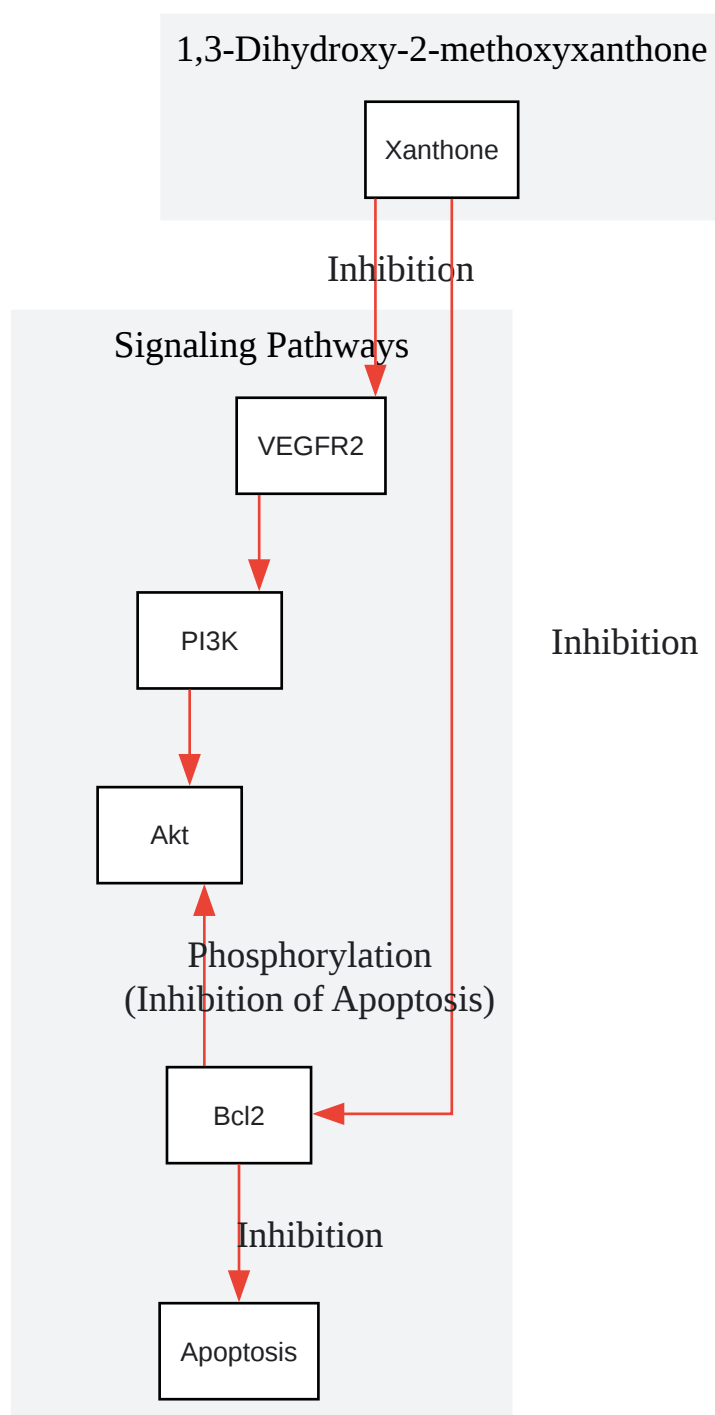 1,3-Dihydroxy-2-methoxyxanthone
Xanthone
Inhibition
Signaling Pathways
VEGFR2
PI3K
Inhibition
Akt
Phosphorylation
(Inhibition of Apoptosis)
Bcl2
Inhibition
Apoptosis